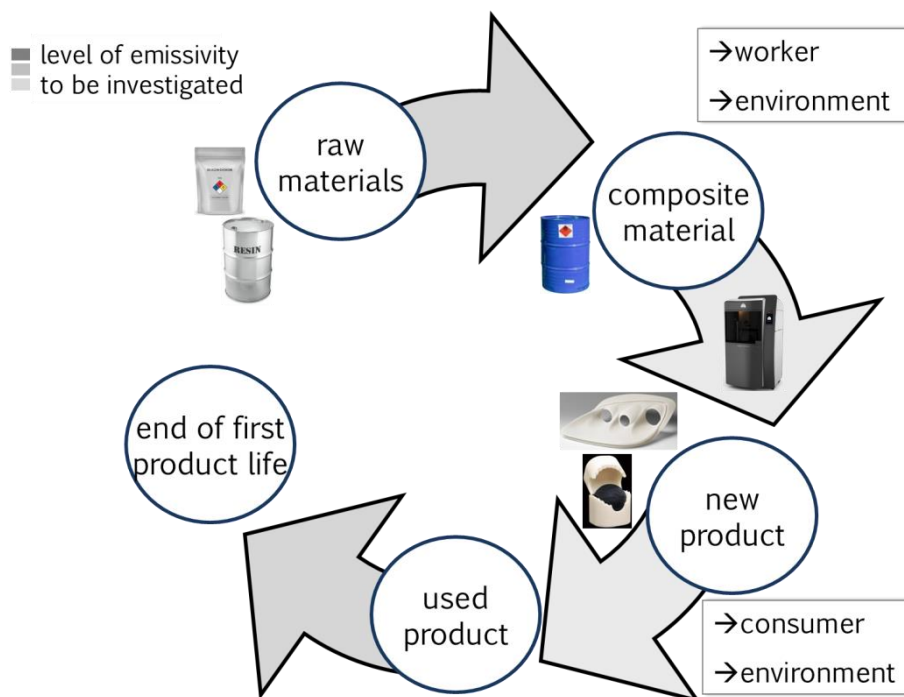 level of emissivity
to be investigated
→worker
→environment
raw
materials
RESIN
composite
material
end of first
product life
new
product
used
product
→consumer
→environment